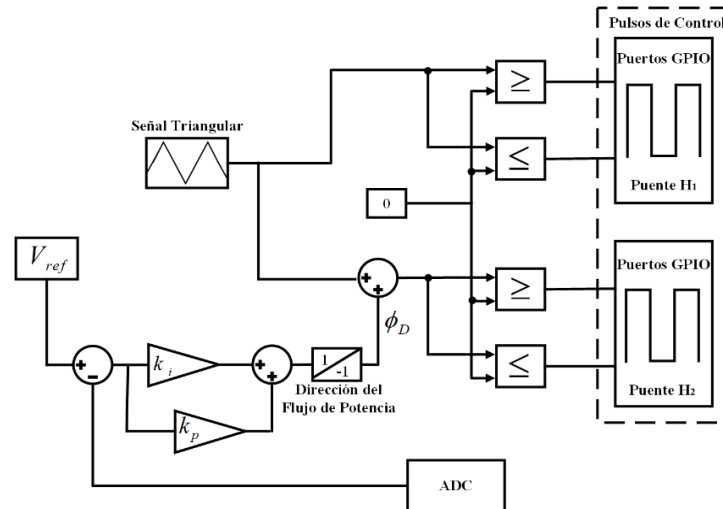 Pulsos de Control
Puertos GPIO
Puente H1
Señal Triangular
≥
≤
0
Vref
+
+
ϕD
Puertos GPIO
Puente H2
≥
≤
+
-
ki
+
+
1
-1
Dirección del
Flujo de Potencia
kp
ADC